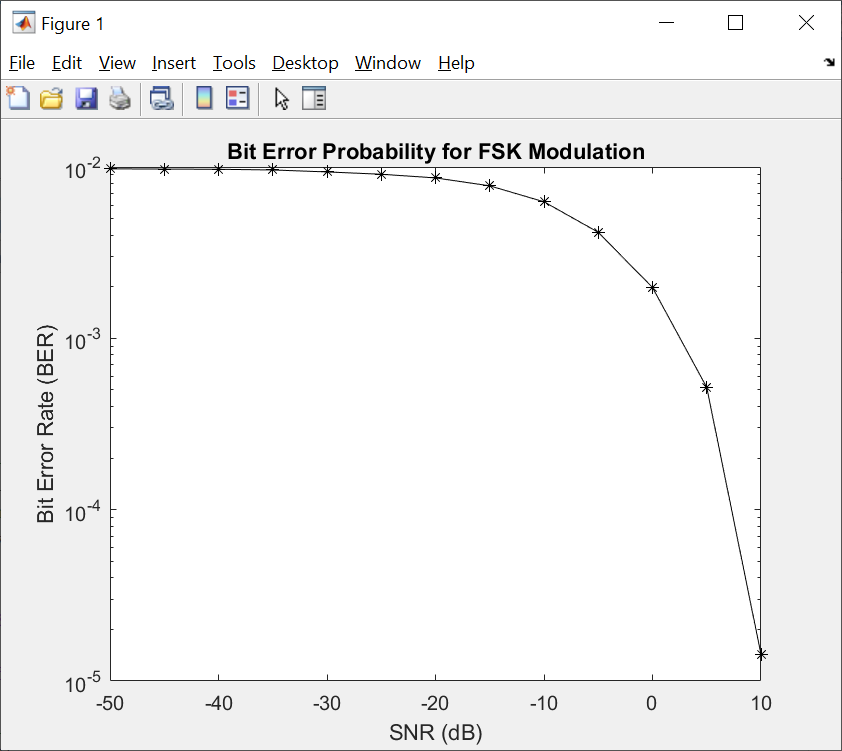 Figure 1
File Edit View Insert Tools Desktop Window Help
Bit Error Probability for FSK Modulation
10^-2
10^-3
10^-4
10^-5
Bit Error Rate (BER)
-50 -40 -30 -20 -10 0 10
SNR (dB)